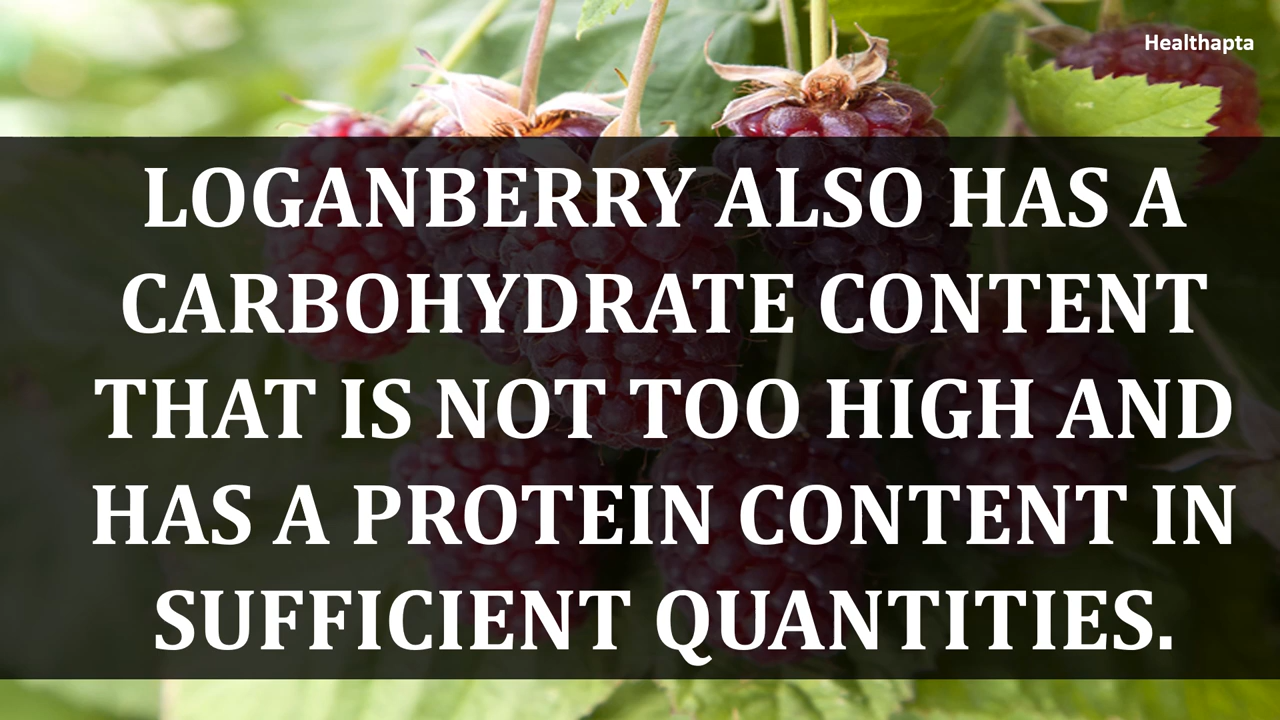 Healthapta
LOGANBERRY ALSO HAS A
CARBOHYDRATE CONTENT
THAT IS NOT TOO HIGH AND
HAS A PROTEIN CONTENT IN
SUFFICIENT QUANTITIES.